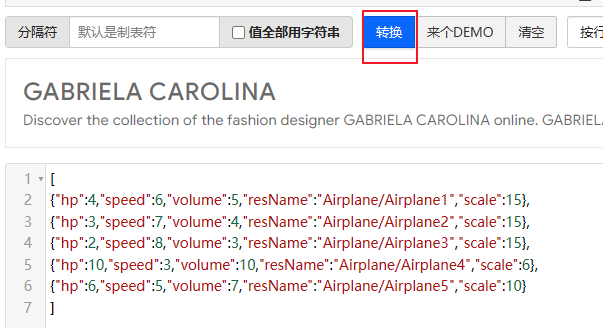 分隔符 默认是制表符 值全部用字符串 转换 来个DEMO 清空 按行
GABRIELA CAROLINA
Discover the collection of the fashion designer GABRIELA CAROLINA online. GABRIEL
1 [
2 {"hp":4,"speed":6,"volume":5,"resName":"Airplane/Airplane1","scale":15},
3 {"hp":3,"speed":7,"volume":4,"resName":"Airplane/Airplane2","scale":15},
4 {"hp":2,"speed":8,"volume":3,"resName":"Airplane/Airplane3","scale":15},
5 {"hp":10,"speed":3,"volume":10,"resName":"Airplane/Airplane4","scale":6},
6 {"hp":6,"speed":5,"volume":7,"resName":"Airplane/Airplane5","scale":10}
7 ]